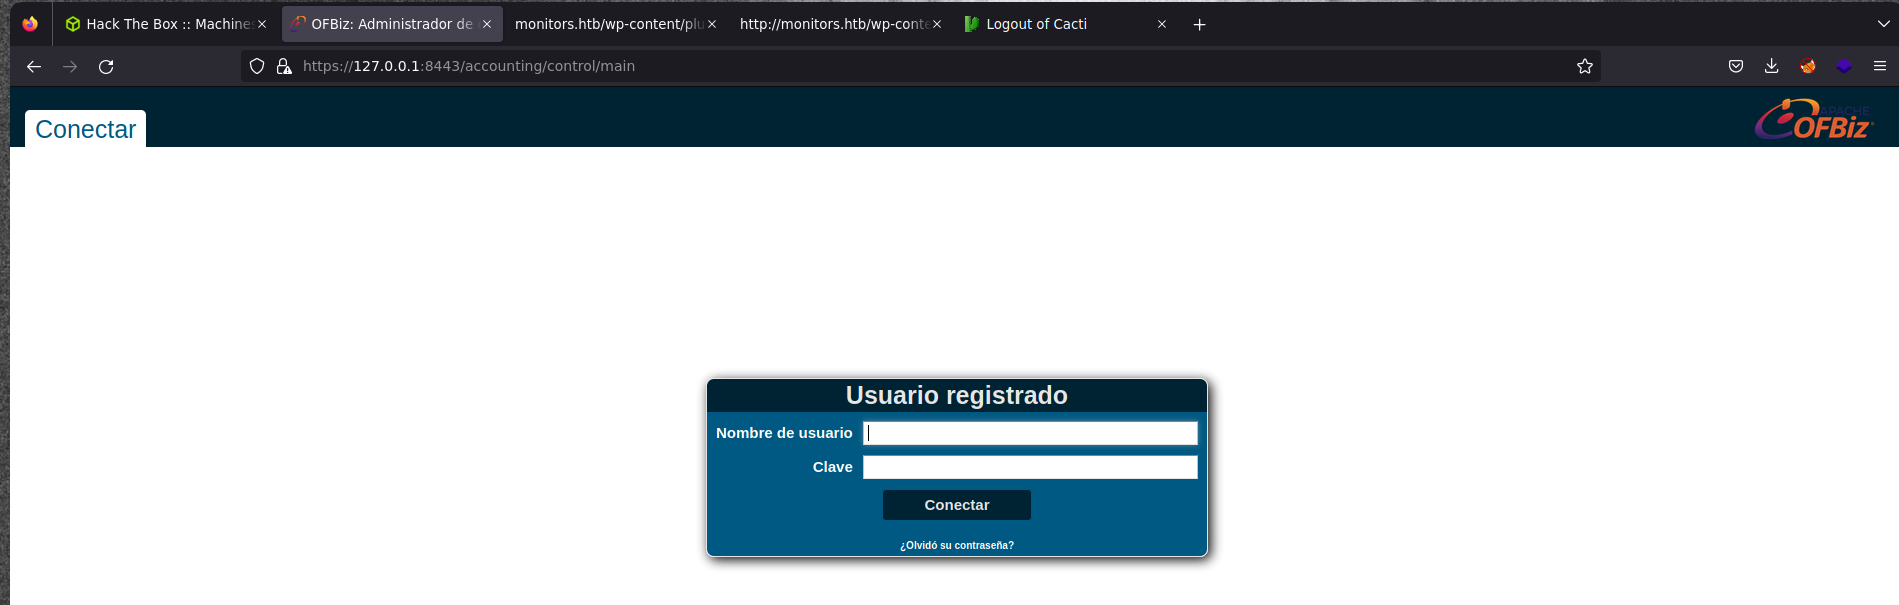 Hack The Box :: Machine
OFBiz: Administrador de
monitors.htb/wp-content/plu
http://monitors.htb/wp-conte
Logout of Cacti
https://127.0.0.1:8443/accounting/control/main
Conectar
APACHE
OFBiz
Usuario registrado
Nombre de usuario
Clave
Conectar
¿Olvidó su contraseña?